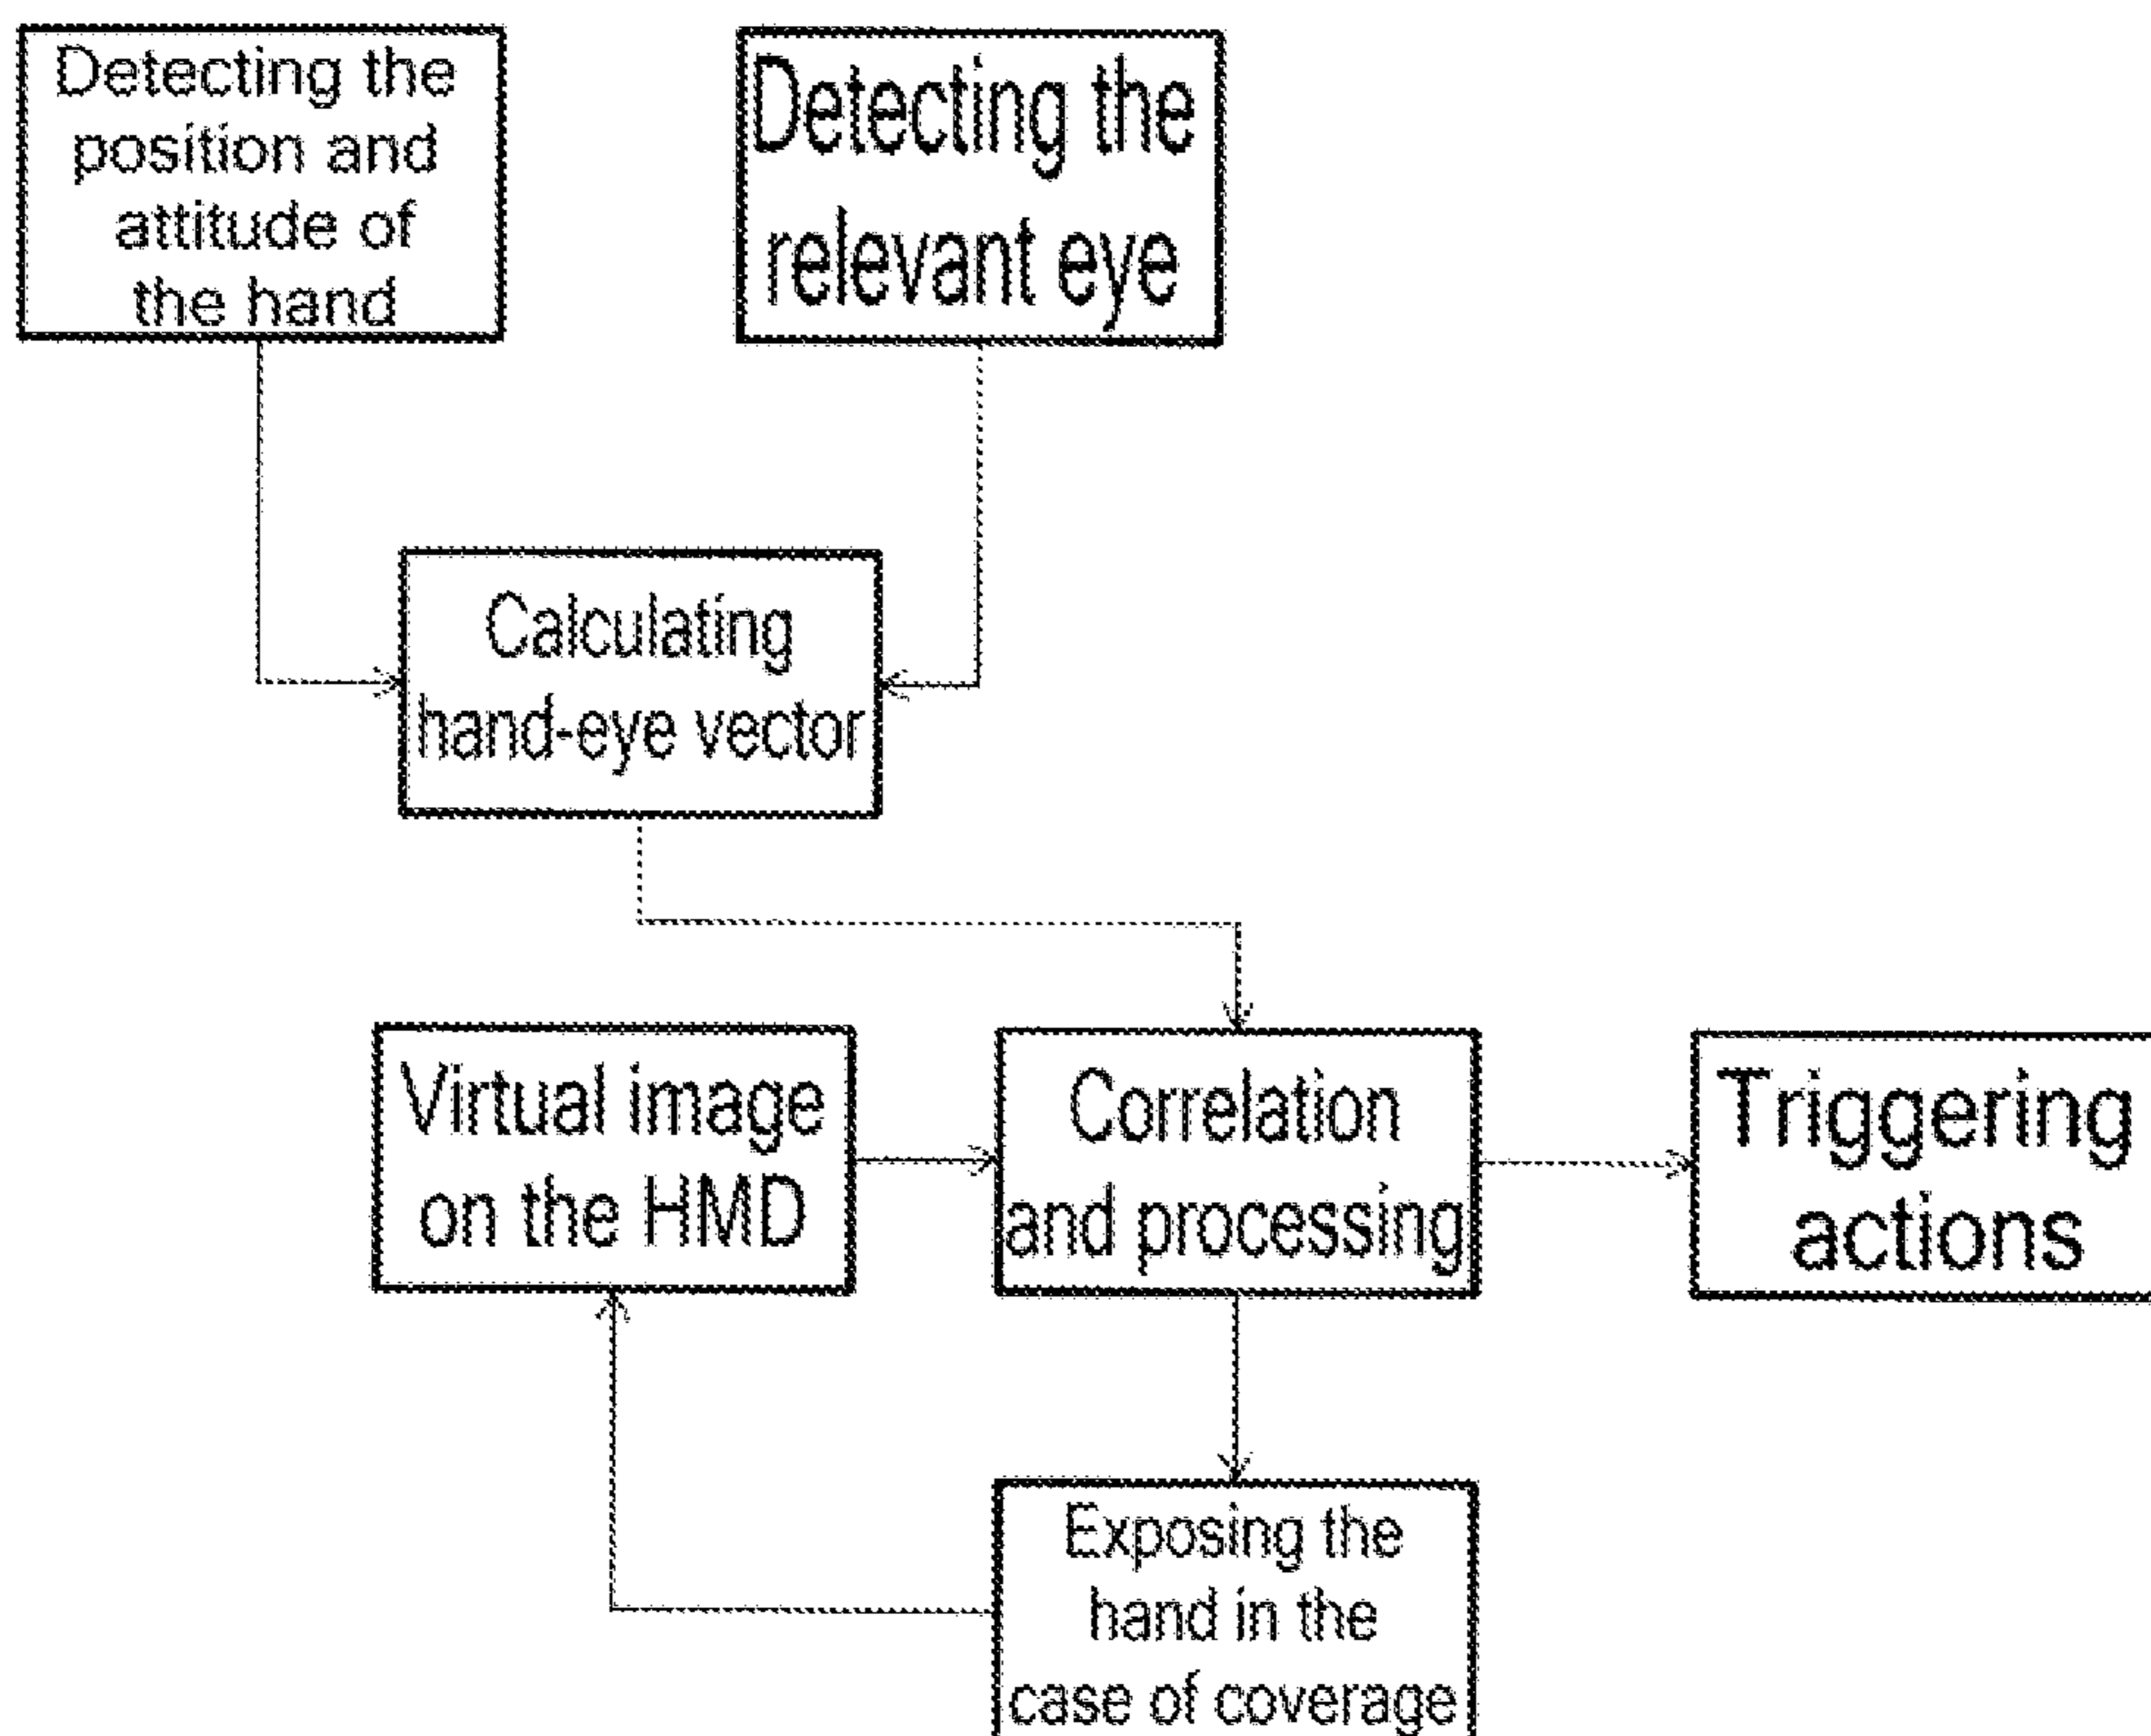 Detecting the
position and
attitude of
the hand
Detecting the
relevant eye
Calculating
hand-eye vector
Virtual image
on the HMD
Correlation
and processing
Triggering
actions
Exposing the
hand in the
case of coverage